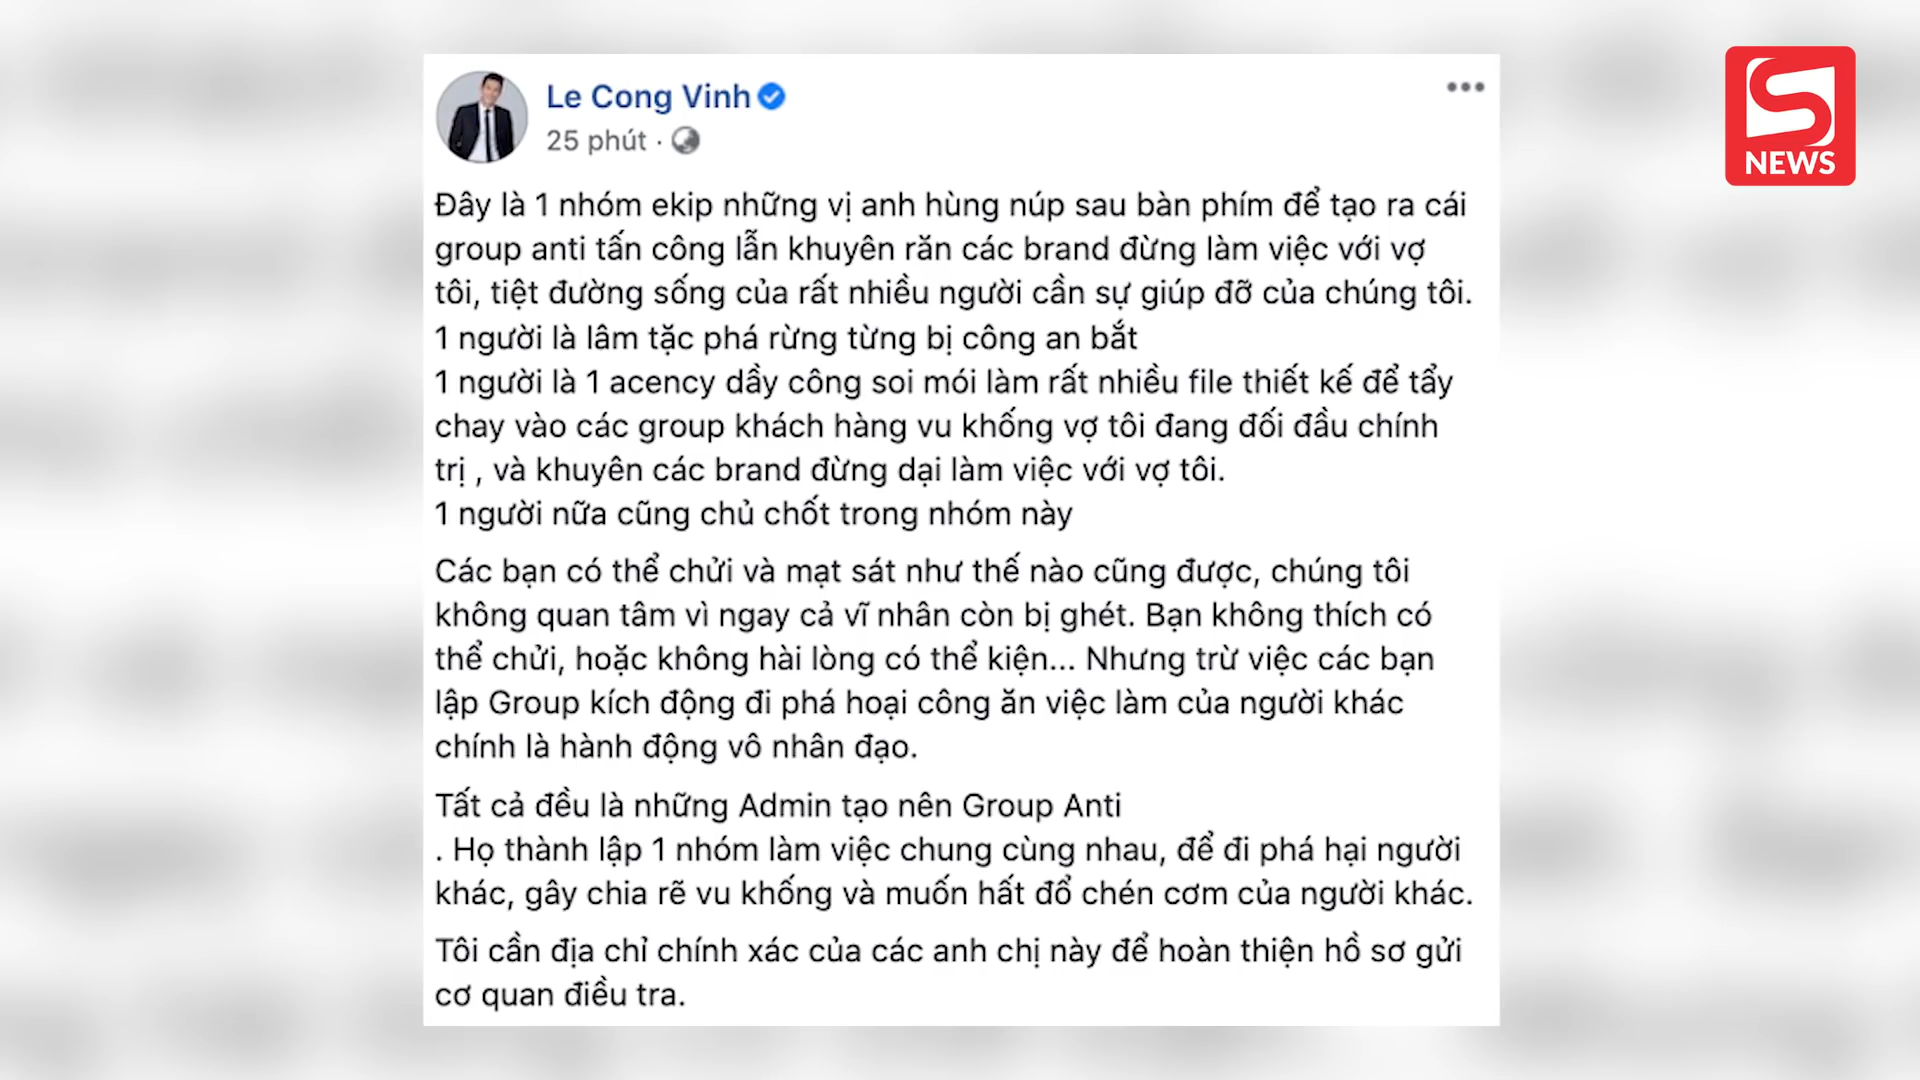 Le Cong Vinh
25 phút ·
S
NEWS
Đây là 1 nhóm ekip những vị anh hùng núp sau bàn phím để tạo ra cái
group anti tấn công lẫn khuyên răn các brand đừng làm việc với vợ
tôi, tiệt đường sống của rất nhiều người cần sự giúp đỡ của chúng tôi.
1 người là lâm tặc phá rừng từng bị công an bắt
1 người là 1 acency dầy công soi mói làm rất nhiều file thiết kế để tẩy
chay vào các group khách hàng vu khống vợ tôi đang đối đầu chính
trị , và khuyên các brand đừng dại làm việc với vợ tôi.
1 người nữa cũng chủ chốt trong nhóm này
Các bạn có thể chửi và mạt sát như thế nào cũng được, chúng tôi
không quan tâm vì ngay cả vĩ nhân còn bị ghét. Bạn không thích có
thể chửi, hoặc không hài lòng có thể kiện... Nhưng trừ việc các bạn
lập Group kích động đi phá hoại công ăn việc làm của người khác
chính là hành động vô nhân đạo.
Tất cả đều là những Admin tạo nên Group Anti
. Họ thành lập 1 nhóm làm việc chung cùng nhau, để đi phá hại người
khác, gây chia rẽ vu khống và muốn hất đổ chén cơm của người khác.
Tôi cần địa chỉ chính xác của các anh chị này để hoàn thiện hồ sơ gửi
cơ quan điều tra.